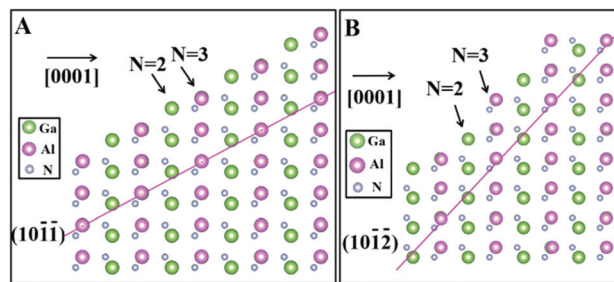 A
[0001]
N=2
N=3
Ga
Al
N
(101̄1̄)
B
[0001]
N=3
N=2
Ga
Al
N
(101̄2̄)